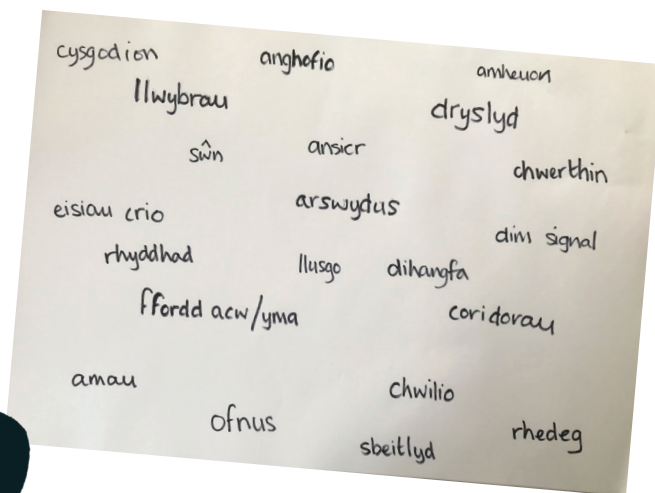 cysgodion
anghofio
amheuon
llwybrau
dryslyd
sŵn
ansicr
chwerthin
eisiau crio
arswydus
dim signal
rhyddhad
llusgo
dihangfa
ffordd acw/yma
coridorau
amau
chwilio
ofnus
sbeitlyd
rhedeg